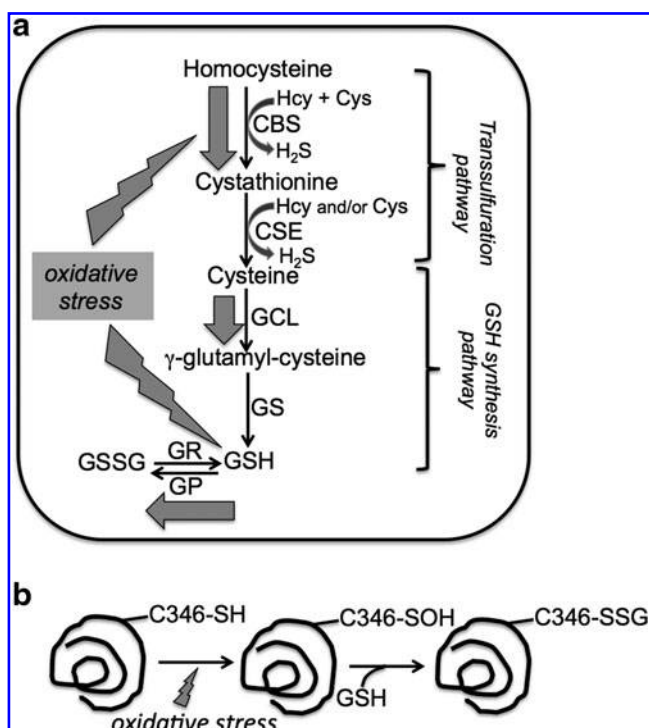 a
Homocysteine
Hcy + Cys
CBS
H₂S
Cystathionine
Hcy and/or Cys
CSE
H₂S
Cysteine
GCL
γ-glutamyl-cysteine
GS
GSSG
GR
GP
GSH
oxidative
stress
Transsulfuration
pathway
GSH synthesis
pathway
b
C346-SH
C346-SOH
C346-SSG
GSH
oxidative stress